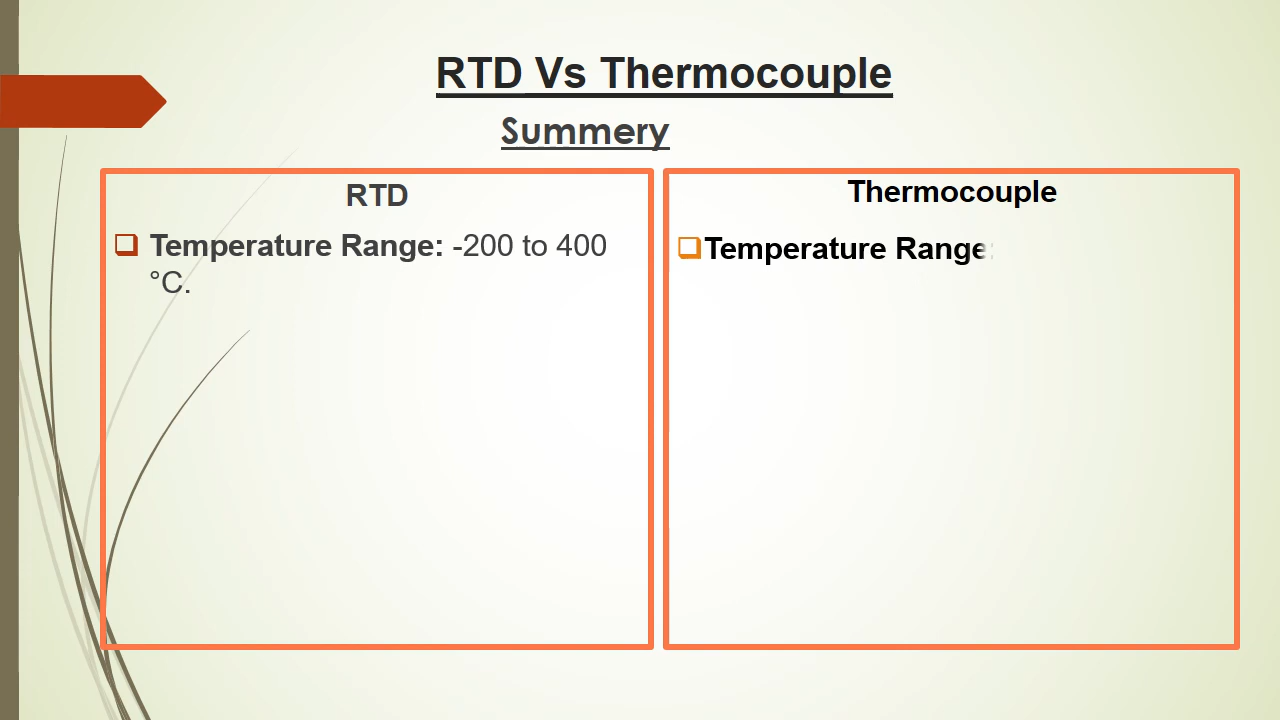 RTD Vs Thermocouple
Summery
RTD
Temperature Range: -200 to 400
°C.
Thermocouple
Temperature Range: